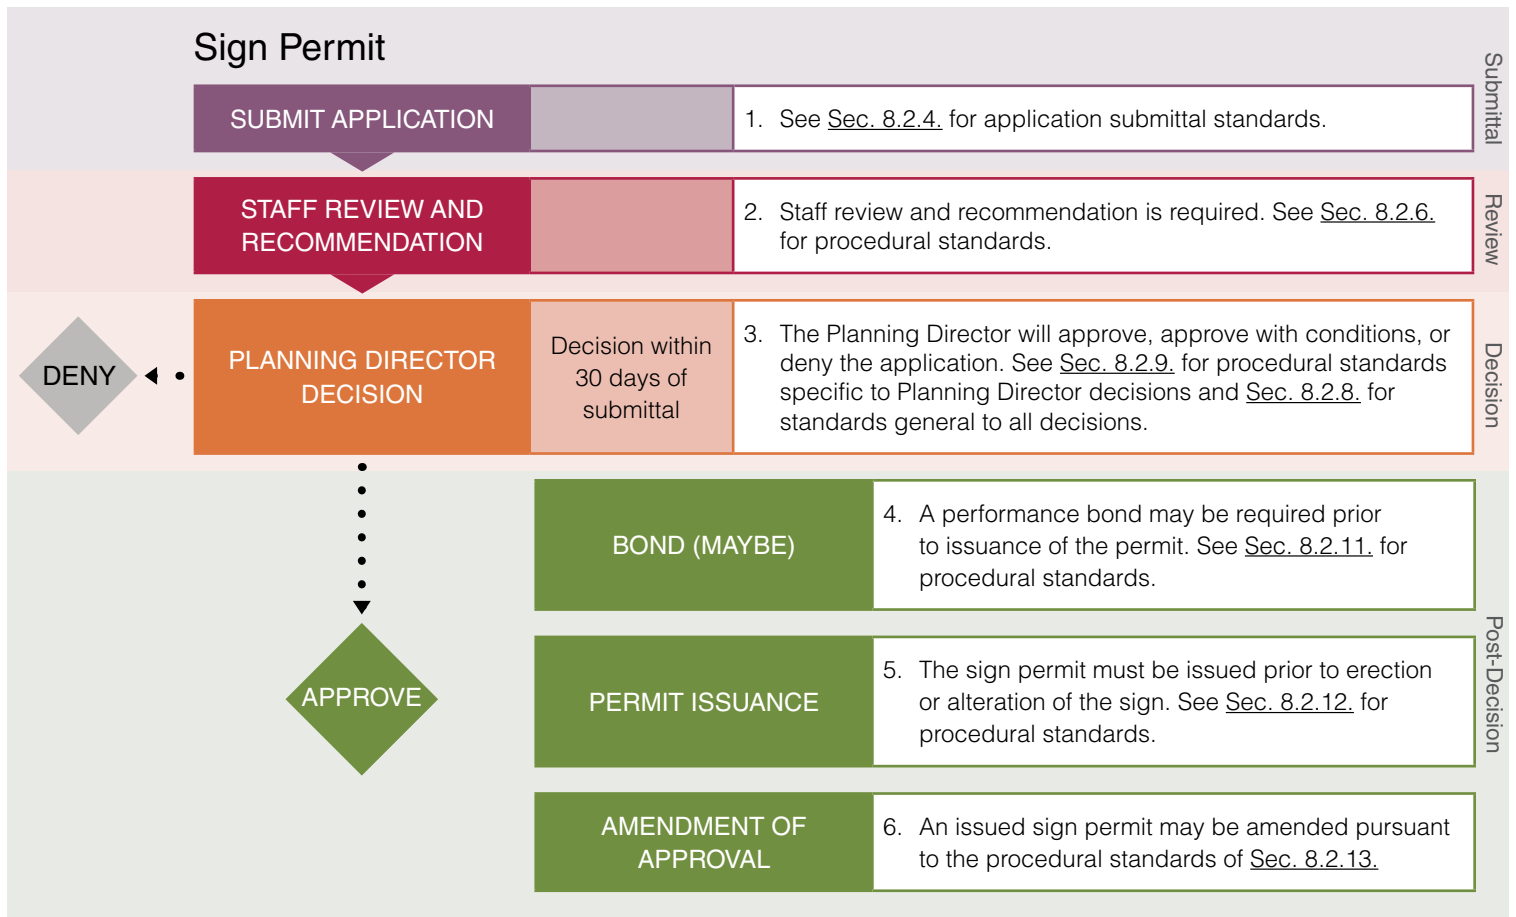 Sign Permit
Submittal
SUBMIT APPLICATION
1. See Sec. 8.2.4. for application submittal standards.
Review
STAFF REVIEW AND
RECOMMENDATION
2. Staff review and recommendation is required. See Sec. 8.2.6.
for procedural standards.
Decision
DENY
PLANNING DIRECTOR
DECISION
Decision within
30 days of
submittal
3. The Planning Director will approve, approve with conditions, or
deny the application. See Sec. 8.2.9. for procedural standards
specific to Planning Director decisions and Sec. 8.2.8. for
standards general to all decisions.
Post-Decision
APPROVE
BOND (MAYBE)
4. A performance bond may be required prior
to issuance of the permit. See Sec. 8.2.11. for
procedural standards.
PERMIT ISSUANCE
5. The sign permit must be issued prior to erection
or alteration of the sign. See Sec. 8.2.12. for
procedural standards.
AMENDMENT OF
APPROVAL
6. An issued sign permit may be amended pursuant
to the procedural standards of Sec. 8.2.13.